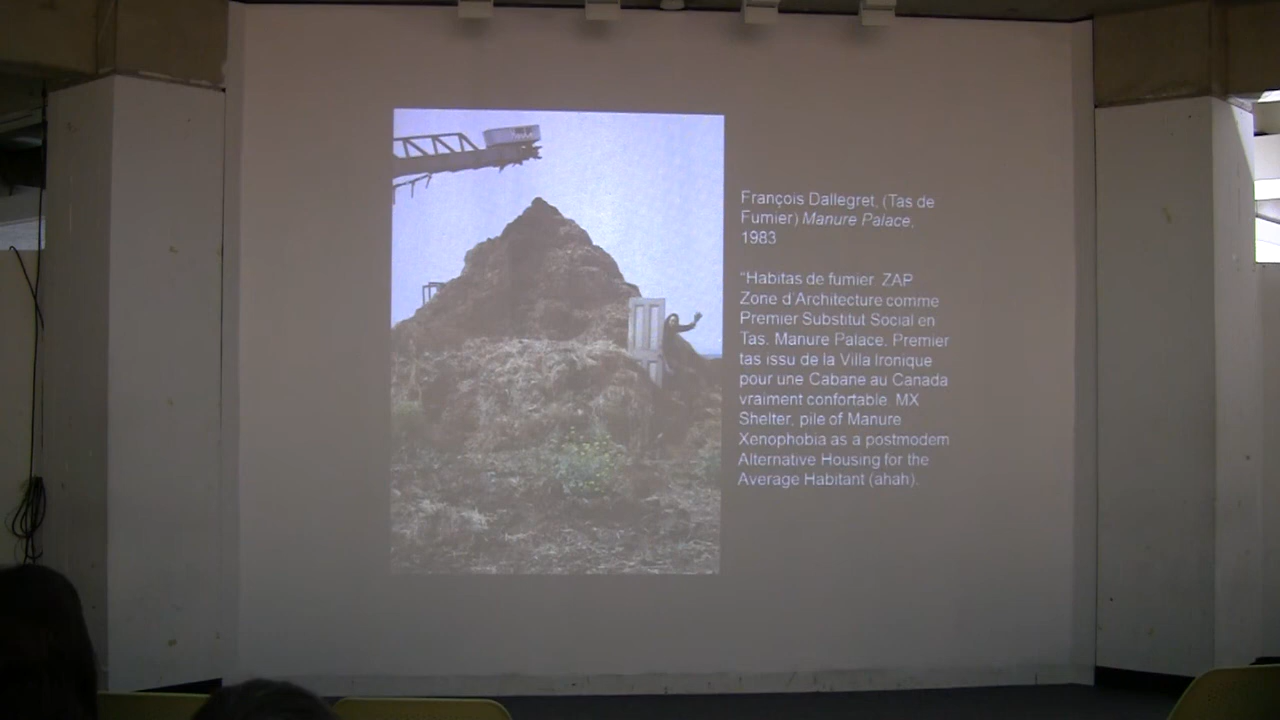 François Dallegret, (Tas de
Fumier) Manure Palace,
1983
"Habitas de fumier ZAP
Zone d'Architecture comme
Premier Substitut Social en
Tas. Manure Palace, Premier
tas issu de la Villa Ironique
pour une Cabane au Canada
vraiment confortable. MX
Shelter, pile of Manure
Xenophobia as a postmodern
Alternative Housing for the
Average Habitant (ahah).